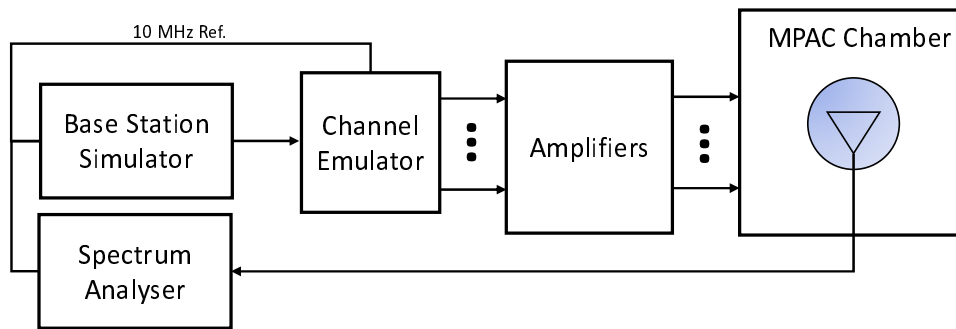 10 MHz Ref.
MPAC Chamber
Base Station
Simulator
Channel
Emulator
Amplifiers
Spectrum
Analyser